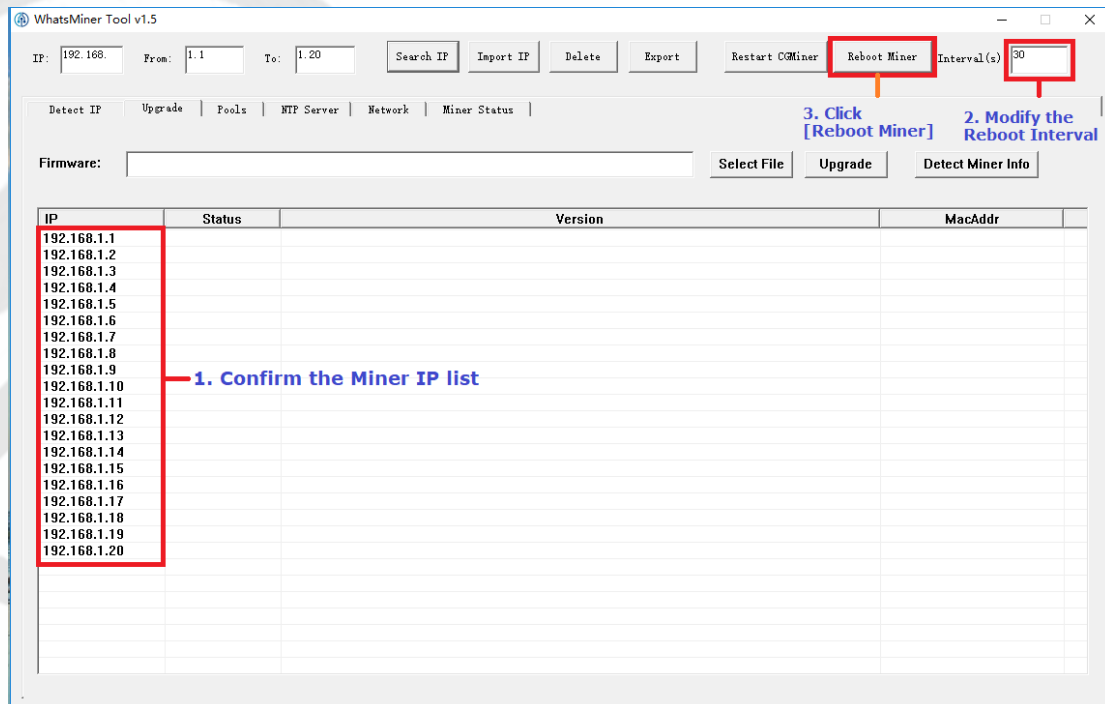 WhatsMiner Tool v1.5
IP: 192.168. From: 1.1 To: 1.20 Search IP Import IP Delete Export Restart CGMiner Reboot Miner Interval(s) 30
Detect IP Upgrade Pools NTP Server Network Miner Status
3. Click
[Reboot Miner]
2. Modify the
Reboot Interval
Firmware: Select File Upgrade Detect Miner Info
IP Status Version MacAddr
192.168.1.1
192.168.1.2
192.168.1.3
192.168.1.4
192.168.1.5
192.168.1.6
192.168.1.7
192.168.1.8
192.168.1.9
192.168.1.10
1. Confirm the Miner IP list
192.168.1.11
192.168.1.12
192.168.1.13
192.168.1.14
192.168.1.15
192.168.1.16
192.168.1.17
192.168.1.18
192.168.1.19
192.168.1.20